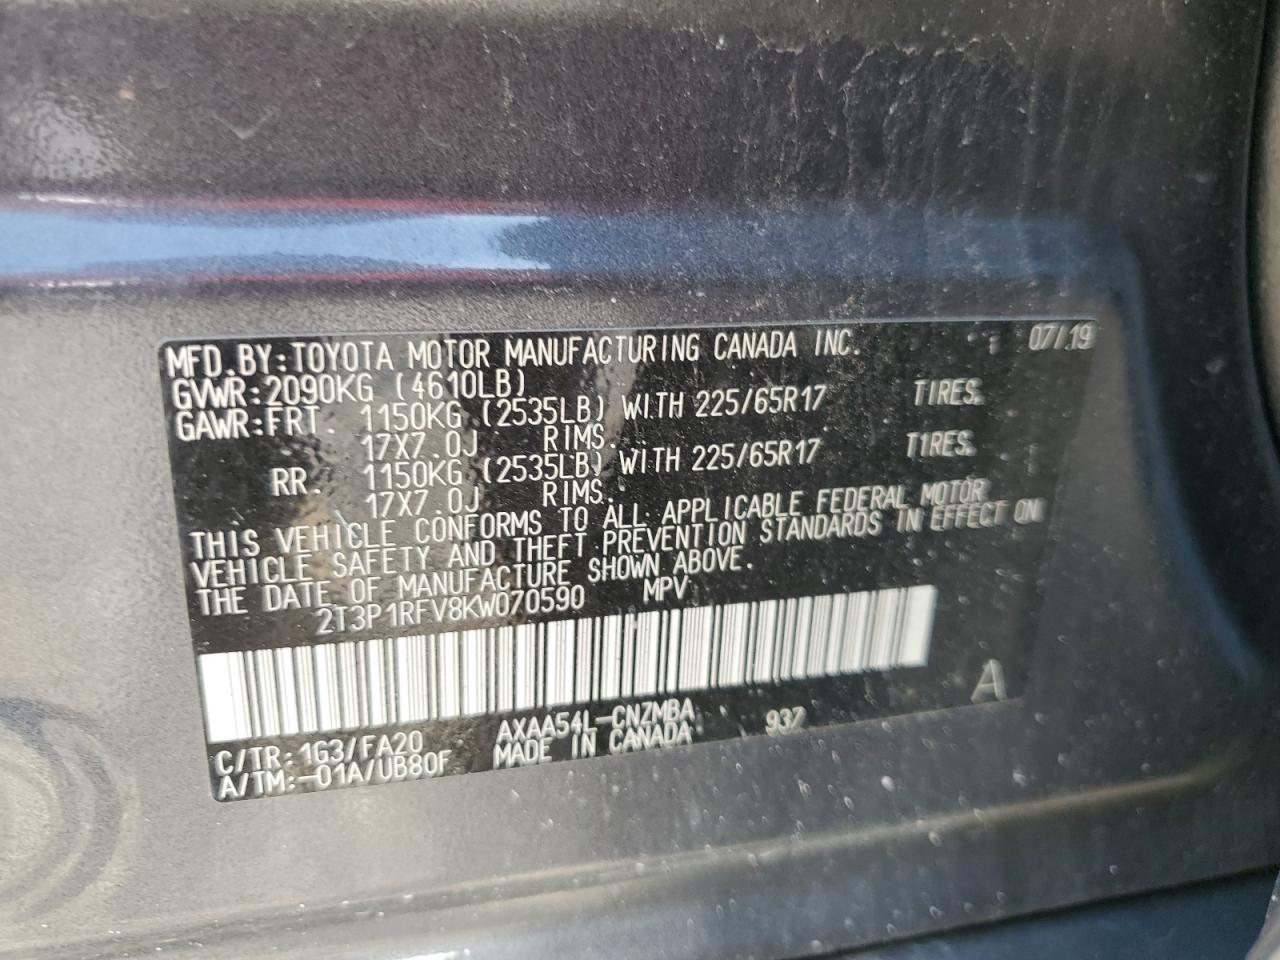 MFD.BY:TOYOTA MOTOR MANUFACTURING CANADA INC. 07/19
GVWR:2090KG (4610LB)
GAWR:FRT. 1150KG (2535LB) WITH 225/65R17 TIRES.
17X7.0J RIMS.
RR. 1150KG (2535LB) WITH 225/65R17 TIRES.
17X7.0J RIMS.
THIS VEHICLE CONFORMS TO ALL APPLICABLE FEDERAL MOTOR
VEHICLE SAFETY AND THEFT PREVENTION STANDARDS IN EFFECT ON
THE DATE OF MANUFACTURE SHOWN ABOVE.
2T3P1RFV8KW070590 MPV
A
C/TR:1G3/FA20 AXAA54L-CNZMBA 937
A/TM:-01A/UB80F MADE IN CANADA